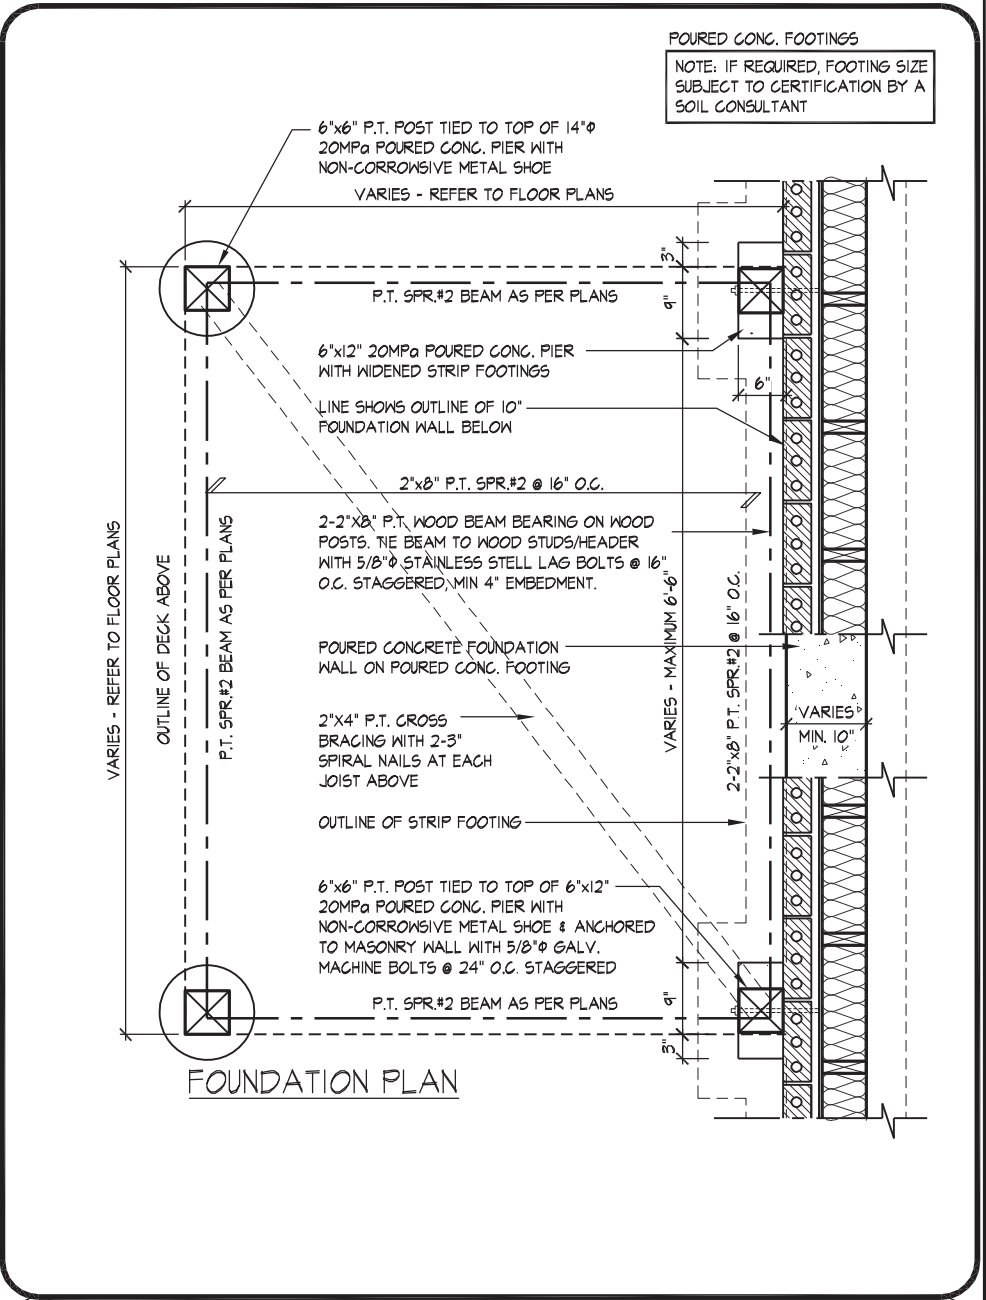 POURED CONC. FOOTINGS
NOTE: IF REQUIRED, FOOTING SIZE
SUBJECT TO CERTIFICATION BY A
SOIL CONSULTANT
6"x6" P.T. POST TIED TO TOP OF 14"Φ
20MPa POURED CONC. PIER WITH
NON-CORROWSIVE METAL SHOE
VARIES - REFER TO FLOOR PLANS
3"
P.T. SPR.#2 BEAM AS PER PLANS
9"
6"x12" 20MPa POURED CONC. PIER
WITH WIDENED STRIP FOOTINGS
6"
LINE SHOWS OUTLINE OF 10"
FOUNDATION WALL BELOW
2"x8" P.T. SPR.#2 @ 16" O.C.
2-2"X8" P.T. WOOD BEAM BEARING ON WOOD
POSTS. TIE BEAM TO WOOD STUDS/HEADER
WITH 5/8"Φ STAINLESS STELL LAG BOLTS @ 16"
O.C. STAGGERED, MIN 4" EMBEDMENT.
VARIES - REFER TO FLOOR PLANS
OUTLINE OF DECK ABOVE
P.T. SPR.#2 BEAM AS PER PLANS
VARIES - MAXIMUM 6'-6"
2-2"x8" P.T. SPR.#2 @ 16" O.C.
POURED CONCRETE FOUNDATION
WALL ON POURED CONC. FOOTING
VARIES
MIN. 10"
2"X4" P.T. CROSS
BRACING WITH 2-3"
SPIRAL NAILS AT EACH
JOIST ABOVE
OUTLINE OF STRIP FOOTING
6"x6" P.T. POST TIED TO TOP OF 6"x12"
20MPa POURED CONC. PIER WITH
NON-CORROWSIVE METAL SHOE & ANCHORED
TO MASONRY WALL WITH 5/8"Φ GALV.
MACHINE BOLTS @ 24" O.C. STAGGERED
P.T. SPR.#2 BEAM AS PER PLANS
9"
3"
FOUNDATION PLAN